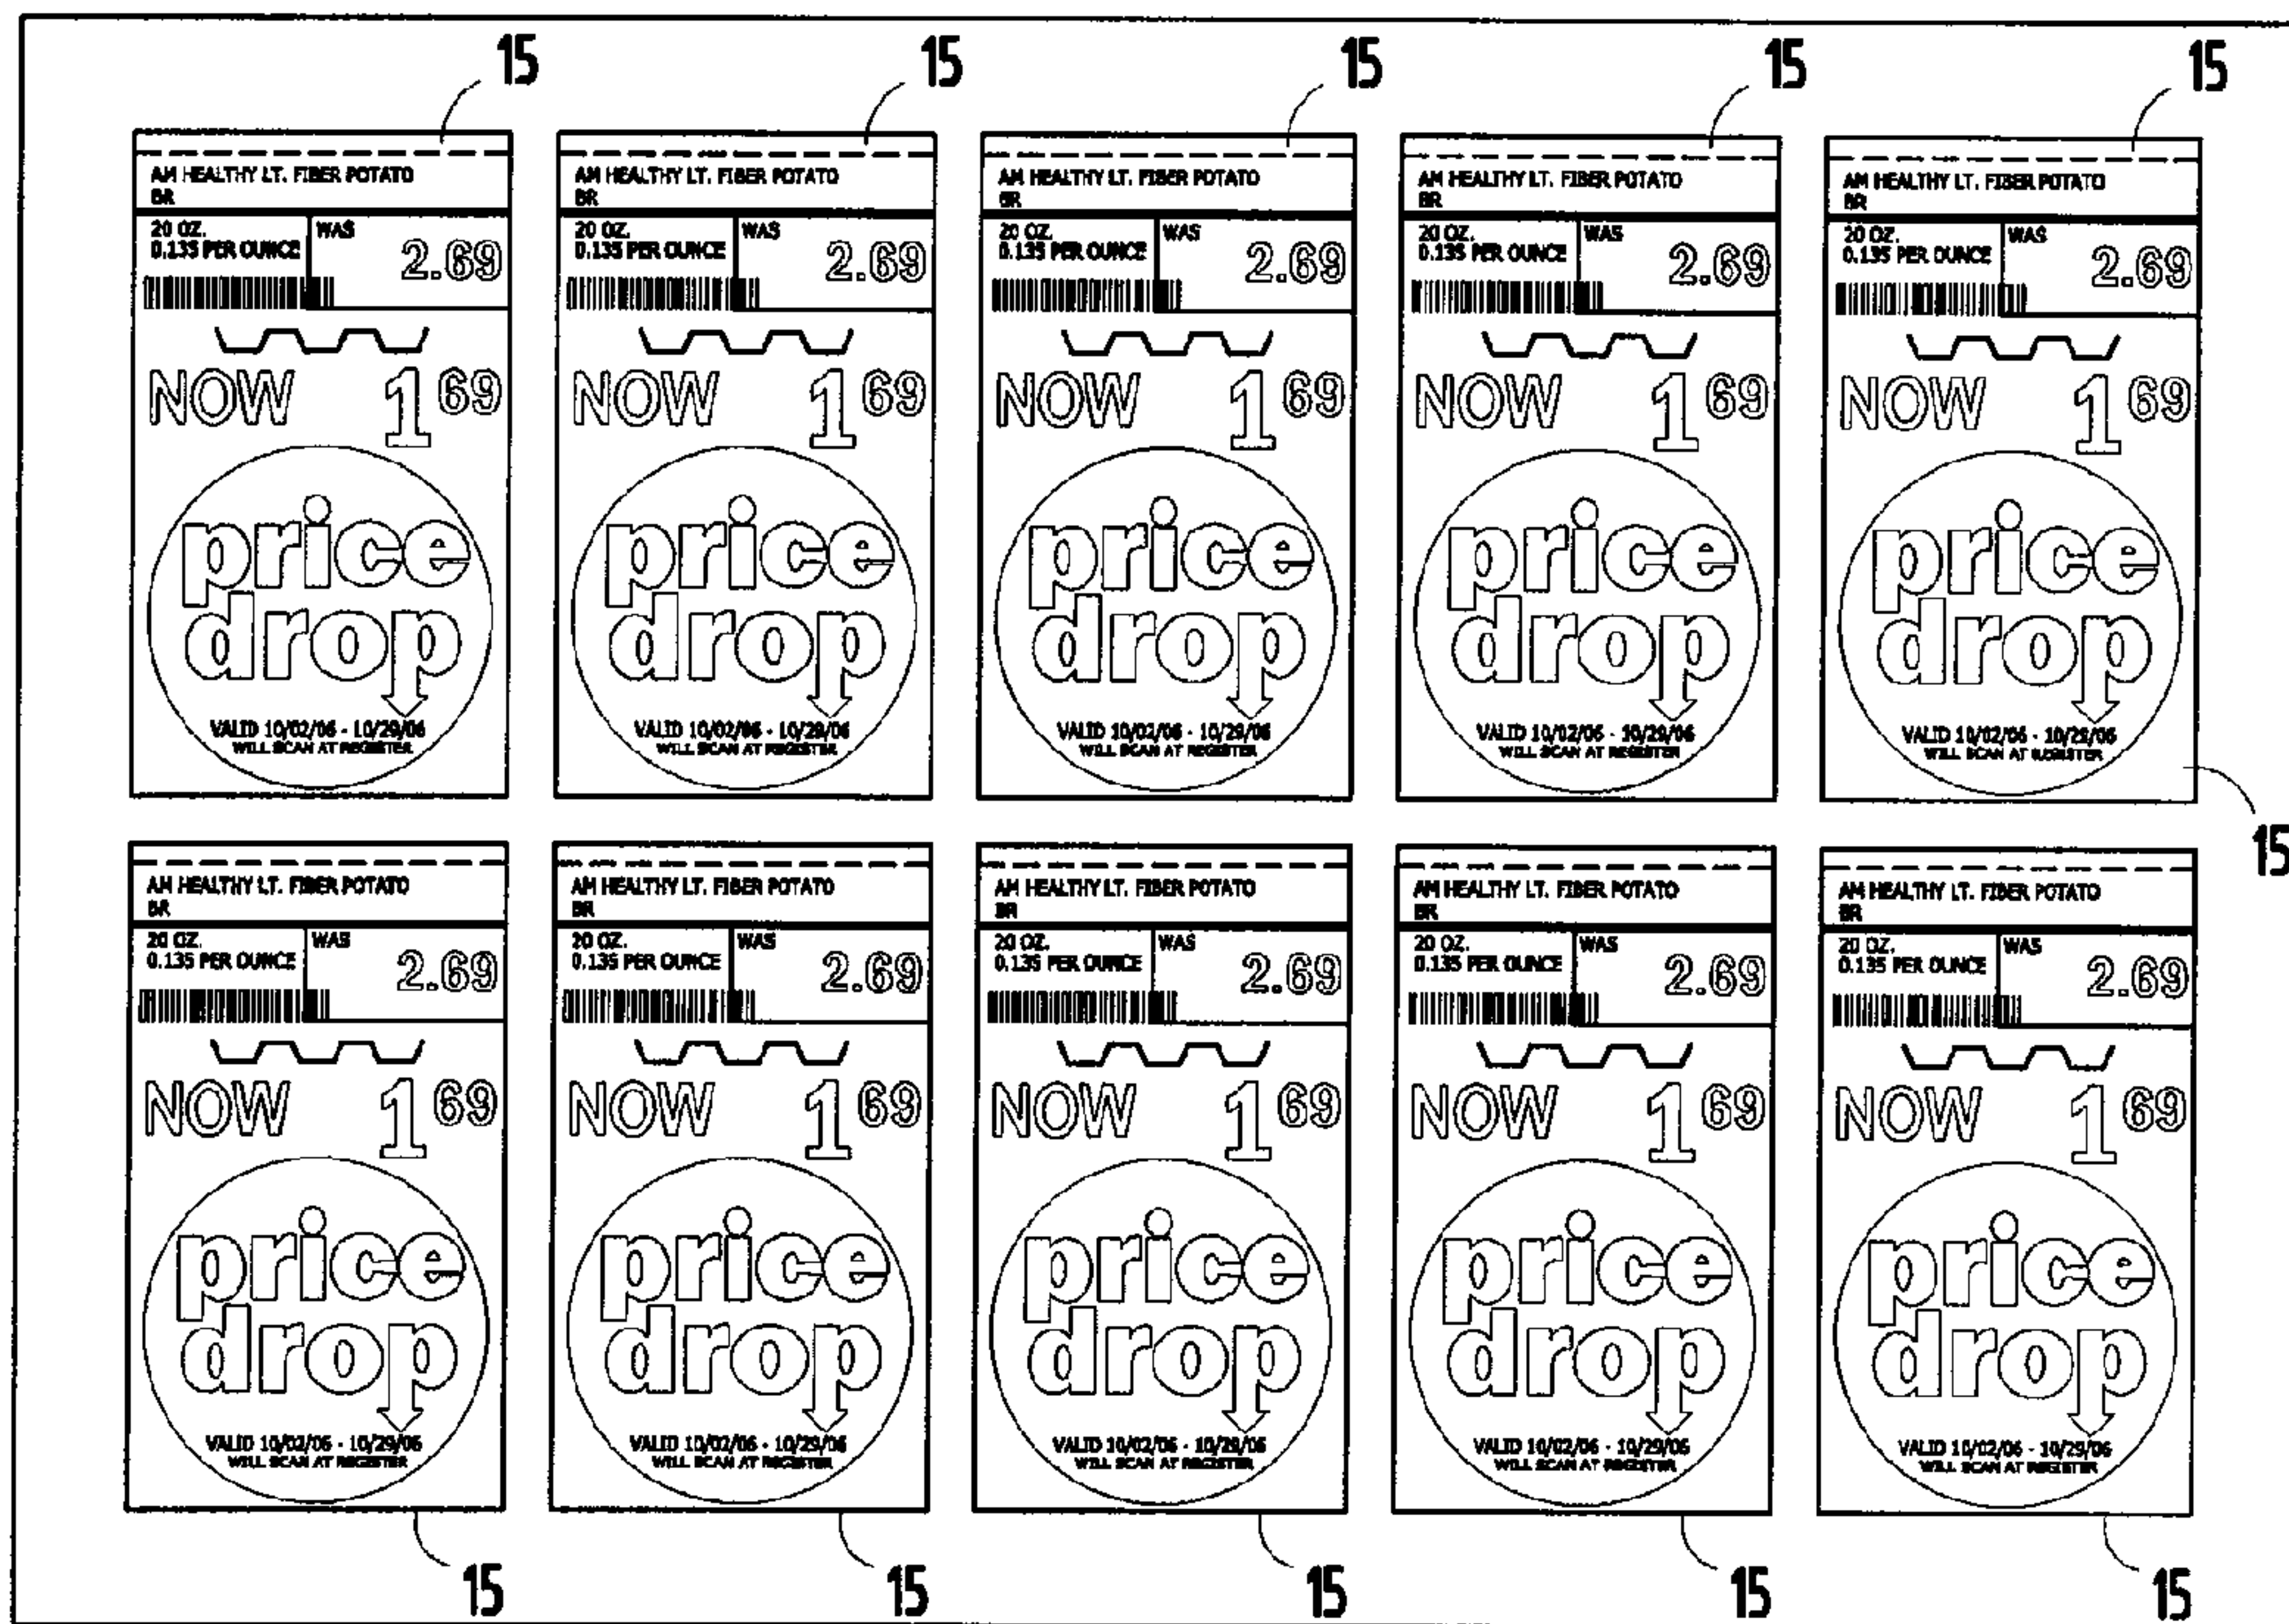 15
AM HEALTHY LT. FIBER POTATO
BR
20 OZ.
0.135 PER OUNCE
WAS
2.69
NOW 1 69
price
drop
VALID 10/02/06 - 10/29/06
WILL SCAN AT REGISTER
15
AM HEALTHY LT. FIBER POTATO
BR
20 OZ.
0.135 PER OUNCE
WAS
2.69
NOW 1 69
price
drop
VALID 10/02/06 - 10/29/06
WILL SCAN AT REGISTER
15
AM HEALTHY LT. FIBER POTATO
BR
20 OZ.
0.135 PER OUNCE
WAS
2.69
NOW 1 69
price
drop
VALID 10/02/06 - 10/29/06
WILL SCAN AT REGISTER
15
AM HEALTHY LT. FIBER POTATO
BR
20 OZ.
0.135 PER OUNCE
WAS
2.69
NOW 1 69
price
drop
VALID 10/02/06 - 10/29/06
WILL SCAN AT REGISTER
15
AM HEALTHY LT. FIBER POTATO
BR
20 OZ.
0.135 PER OUNCE
WAS
2.69
NOW 1 69
price
drop
VALID 10/02/06 - 10/29/06
WILL SCAN AT REGISTER
15
AM HEALTHY LT. FIBER POTATO
BR
20 OZ.
0.135 PER OUNCE
WAS
2.69
NOW 1 69
price
drop
VALID 10/02/06 - 10/29/06
WILL SCAN AT REGISTER
15
AM HEALTHY LT. FIBER POTATO
BR
20 OZ.
0.135 PER OUNCE
WAS
2.69
NOW 1 69
price
drop
VALID 10/02/06 - 10/29/06
WILL SCAN AT REGISTER
15
AM HEALTHY LT. FIBER POTATO
BR
20 OZ.
0.135 PER OUNCE
WAS
2.69
NOW 1 69
price
drop
VALID 10/02/06 - 10/29/06
WILL SCAN AT REGISTER
15
AM HEALTHY LT. FIBER POTATO
BR
20 OZ.
0.135 PER OUNCE
WAS
2.69
NOW 1 69
price
drop
VALID 10/02/06 - 10/29/06
WILL SCAN AT REGISTER
15
AM HEALTHY LT. FIBER POTATO
BR
20 OZ.
0.135 PER OUNCE
WAS
2.69
NOW 1 69
price
drop
VALID 10/02/06 - 10/29/06
WILL SCAN AT REGISTER
15